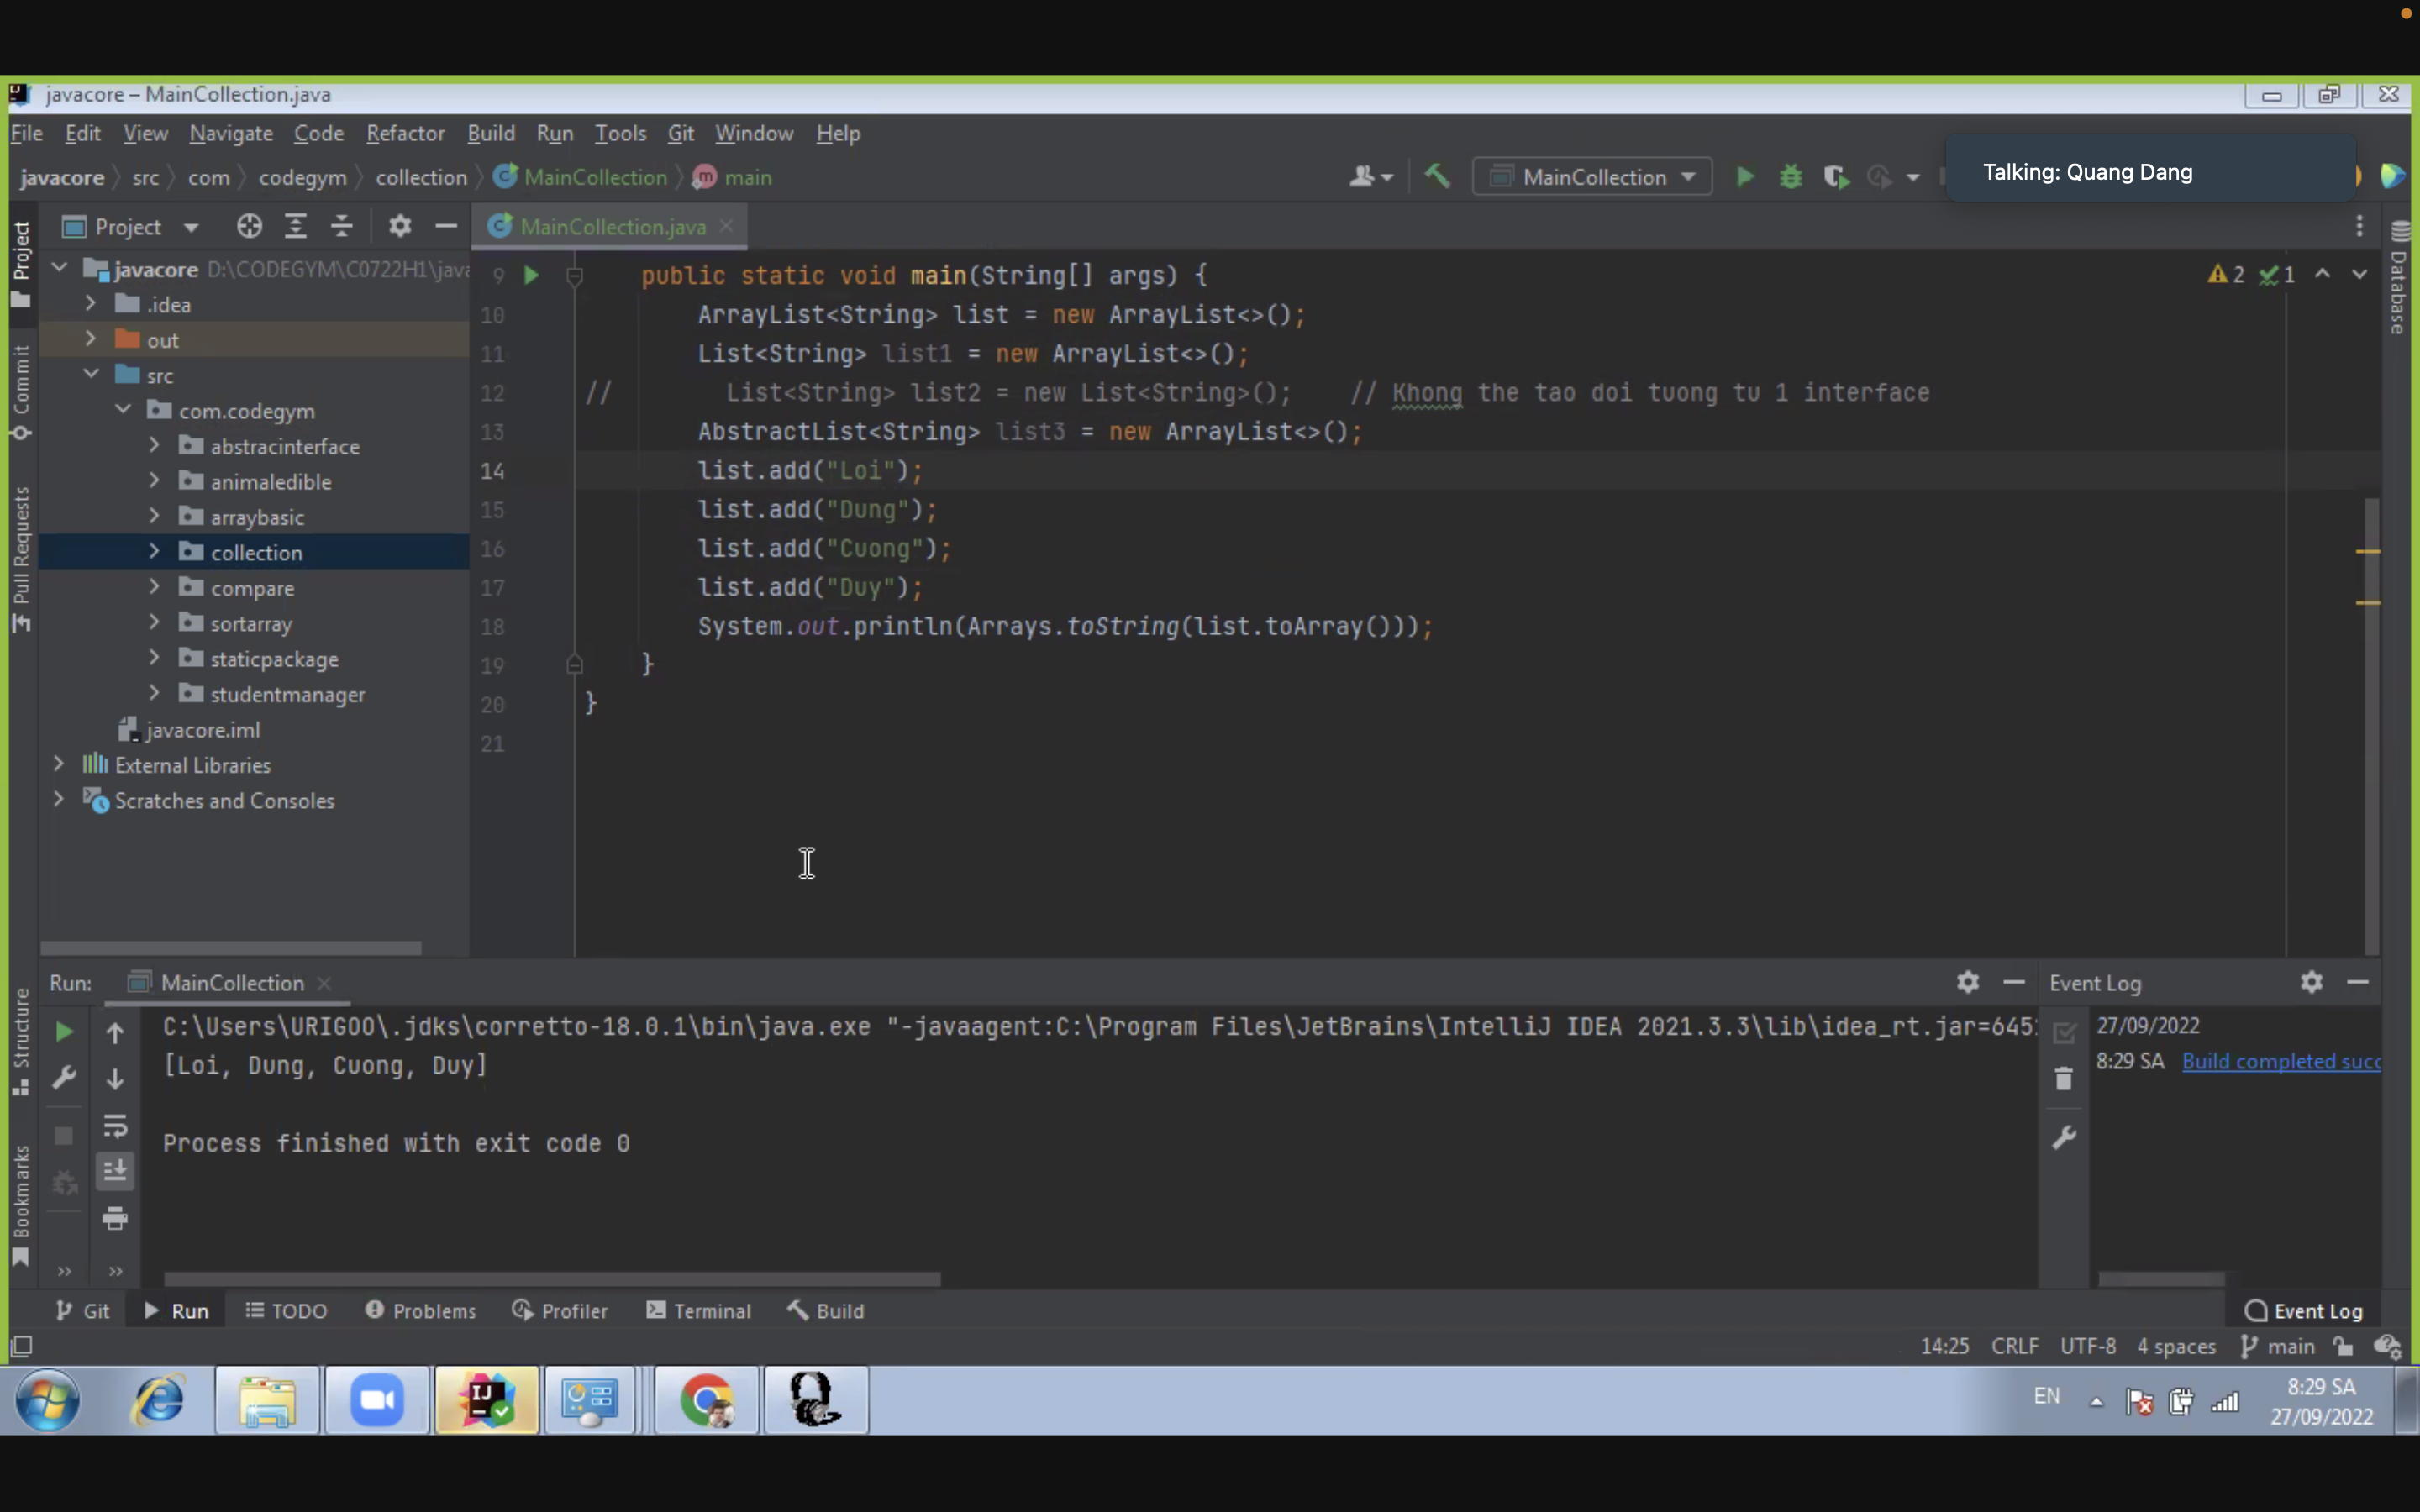 javacore – MainCollection.java
File Edit View Navigate Code Refactor Build Run Tools Git Window Help
javacore src com codegym collection MainCollection main
MainCollection
Talking: Quang Dang
Project
MainCollection.java
javacore D:\CODEGYM\C0722H1\java
.idea
out
src
com.codegym
abstracinterface
animaledible
arraybasic
collection
compare
sortarray
staticpackage
studentmanager
javacore.iml
External Libraries
Scratches and Consoles
Project
Commit
Pull Requests
Structure
Bookmarks
Database
2 1
9 public static void main(String[] args) {
10 ArrayList<String> list = new ArrayList<>();
11 List<String> list1 = new ArrayList<>();
12 // List<String> list2 = new List<String>(); // Khong the tao doi tuong tu 1 interface
13 AbstractList<String> list3 = new ArrayList<>();
14 list.add("Loi");
15 list.add("Dung");
16 list.add("Cuong");
17 list.add("Duy");
18 System.out.println(Arrays.toString(list.toArray()));
19 }
20 }
21
Run: MainCollection
C:\Users\URIGOO\.jdks\corretto-18.0.1\bin\java.exe "-javaagent:C:\Program Files\JetBrains\IntelliJ IDEA 2021.3.3\lib\idea_rt.jar=645
[Loi, Dung, Cuong, Duy]
Process finished with exit code 0
Event Log
27/09/2022
8:29 SA Build completed succ
Git Run TODO Problems Profiler Terminal Build
Event Log
14:25 CRLF UTF-8 4 spaces main
EN
8:29 SA
27/09/2022